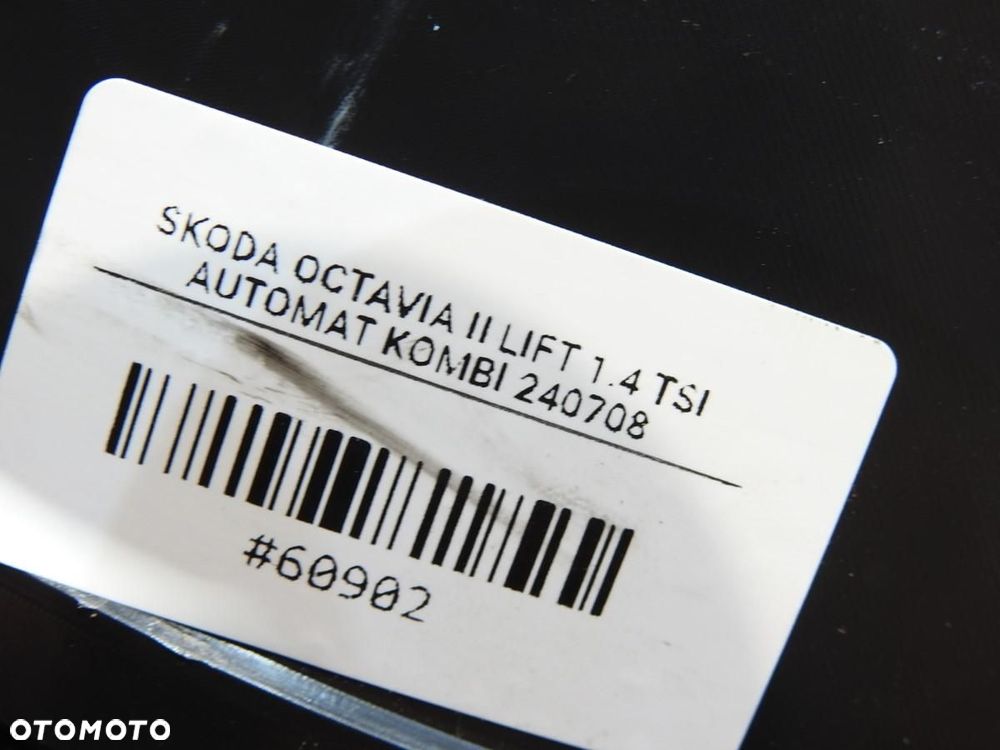 SKODA OCTAVIA II LIFT 1.4 TSI
AUTOMAT KOMBI 240708
#60902
OTOMOTO